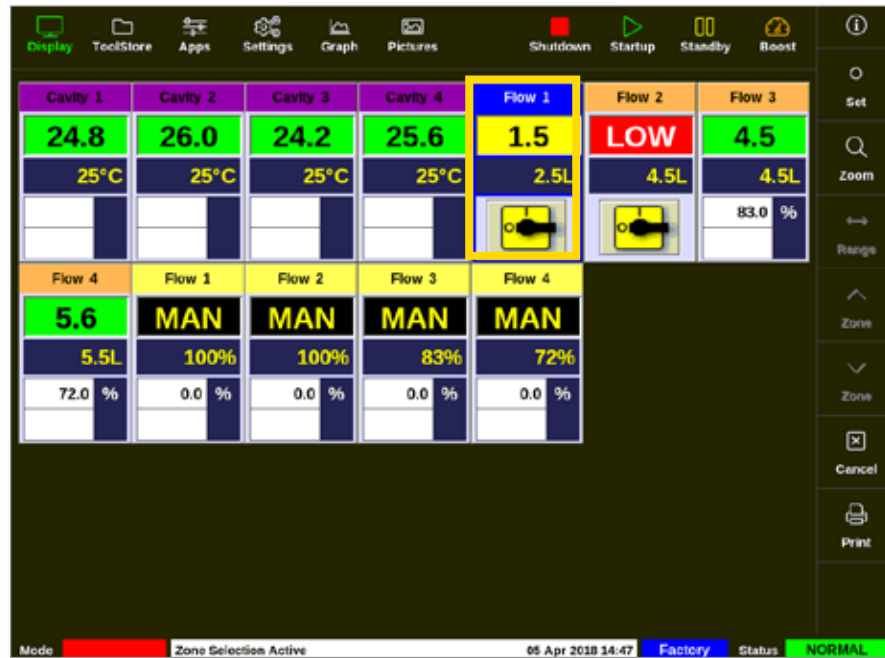 Display ToolStore Apps Settings Graph Pictures Shutdown Startup Standby Boost
Cavity 1 Cavity 2 Cavity 3 Cavity 4 Flow 1 Flow 2 Flow 3
24.8 26.0 24.2 25.6 1.5 LOW 4.5
25°C 25°C 25°C 25°C 2.5L 4.5L 4.5L
83.0 %
Flow 4 Flow 1 Flow 2 Flow 3 Flow 4
5.6 MAN MAN MAN MAN
5.5L 100% 100% 83% 72%
72.0 % 0.0 % 0.0 % 0.0 % 0.0 %
Set
Zoom
Range
Zone
Zone
Cancel
Print
Mode Zone Selection Active 05 Apr 2018 14:47 Factory Status NORMAL